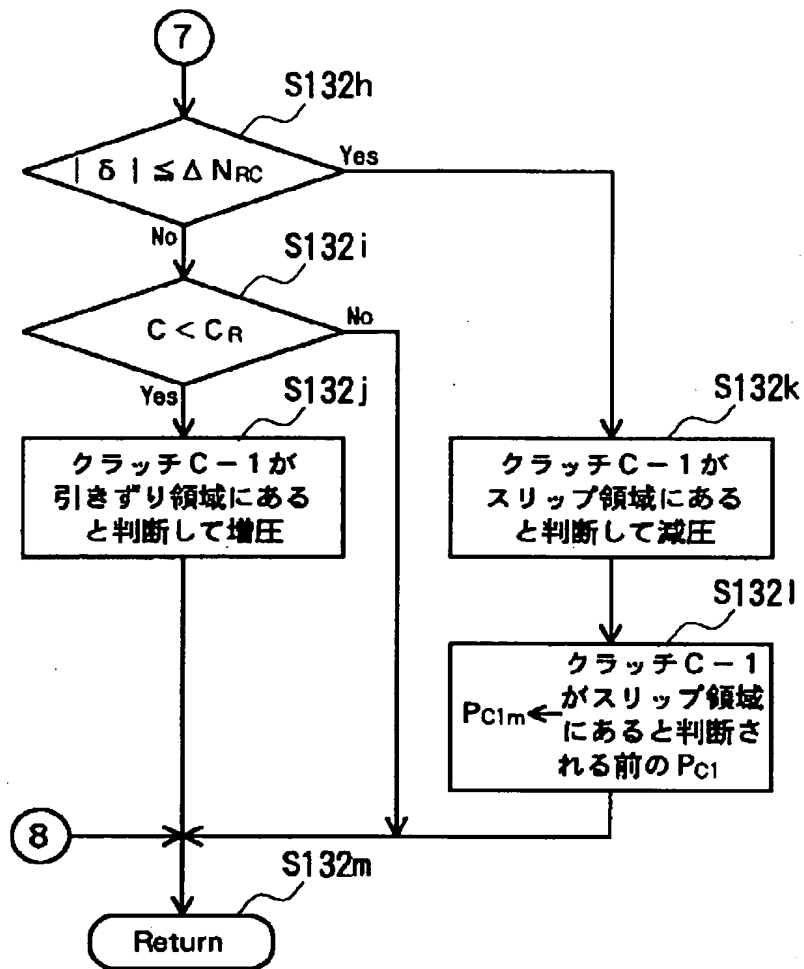 7
S132h
| δ | ≦ Δ NRC
Yes
No
S132i
C < CR
No
Yes
S132j
クラッチC-1が
引きずり領域にある
と判断して増圧
S132k
クラッチC-1が
スリップ領域にある
と判断して減圧
S132l
PC1m←
クラッチC-1
がスリップ領域
にあると判断さ
れる前のPC1
8
S132m
Return